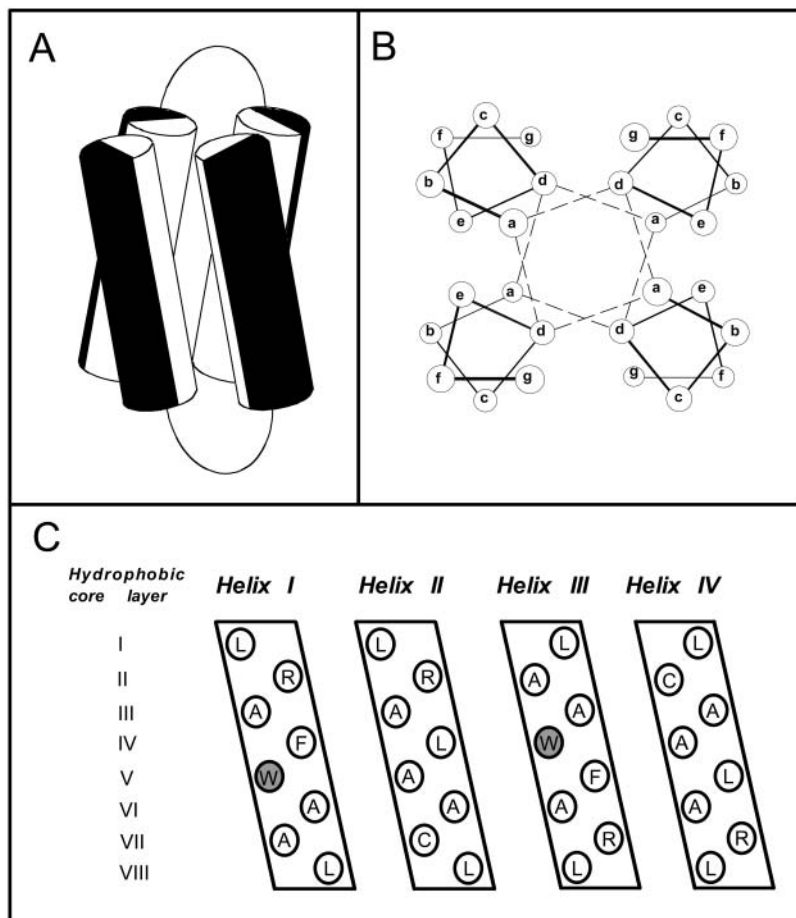 A
B
c c
f g g f
b d d b
e a a e
e a a e
b d d b
f g g f
c c
C
Hydrophobic
core layer
Helix I Helix II Helix III Helix IV
I L L L L
II R R A C
III A A A A
IV F L W A
V W A F L
VI A A A A
VII A C R R
VIII L L L L